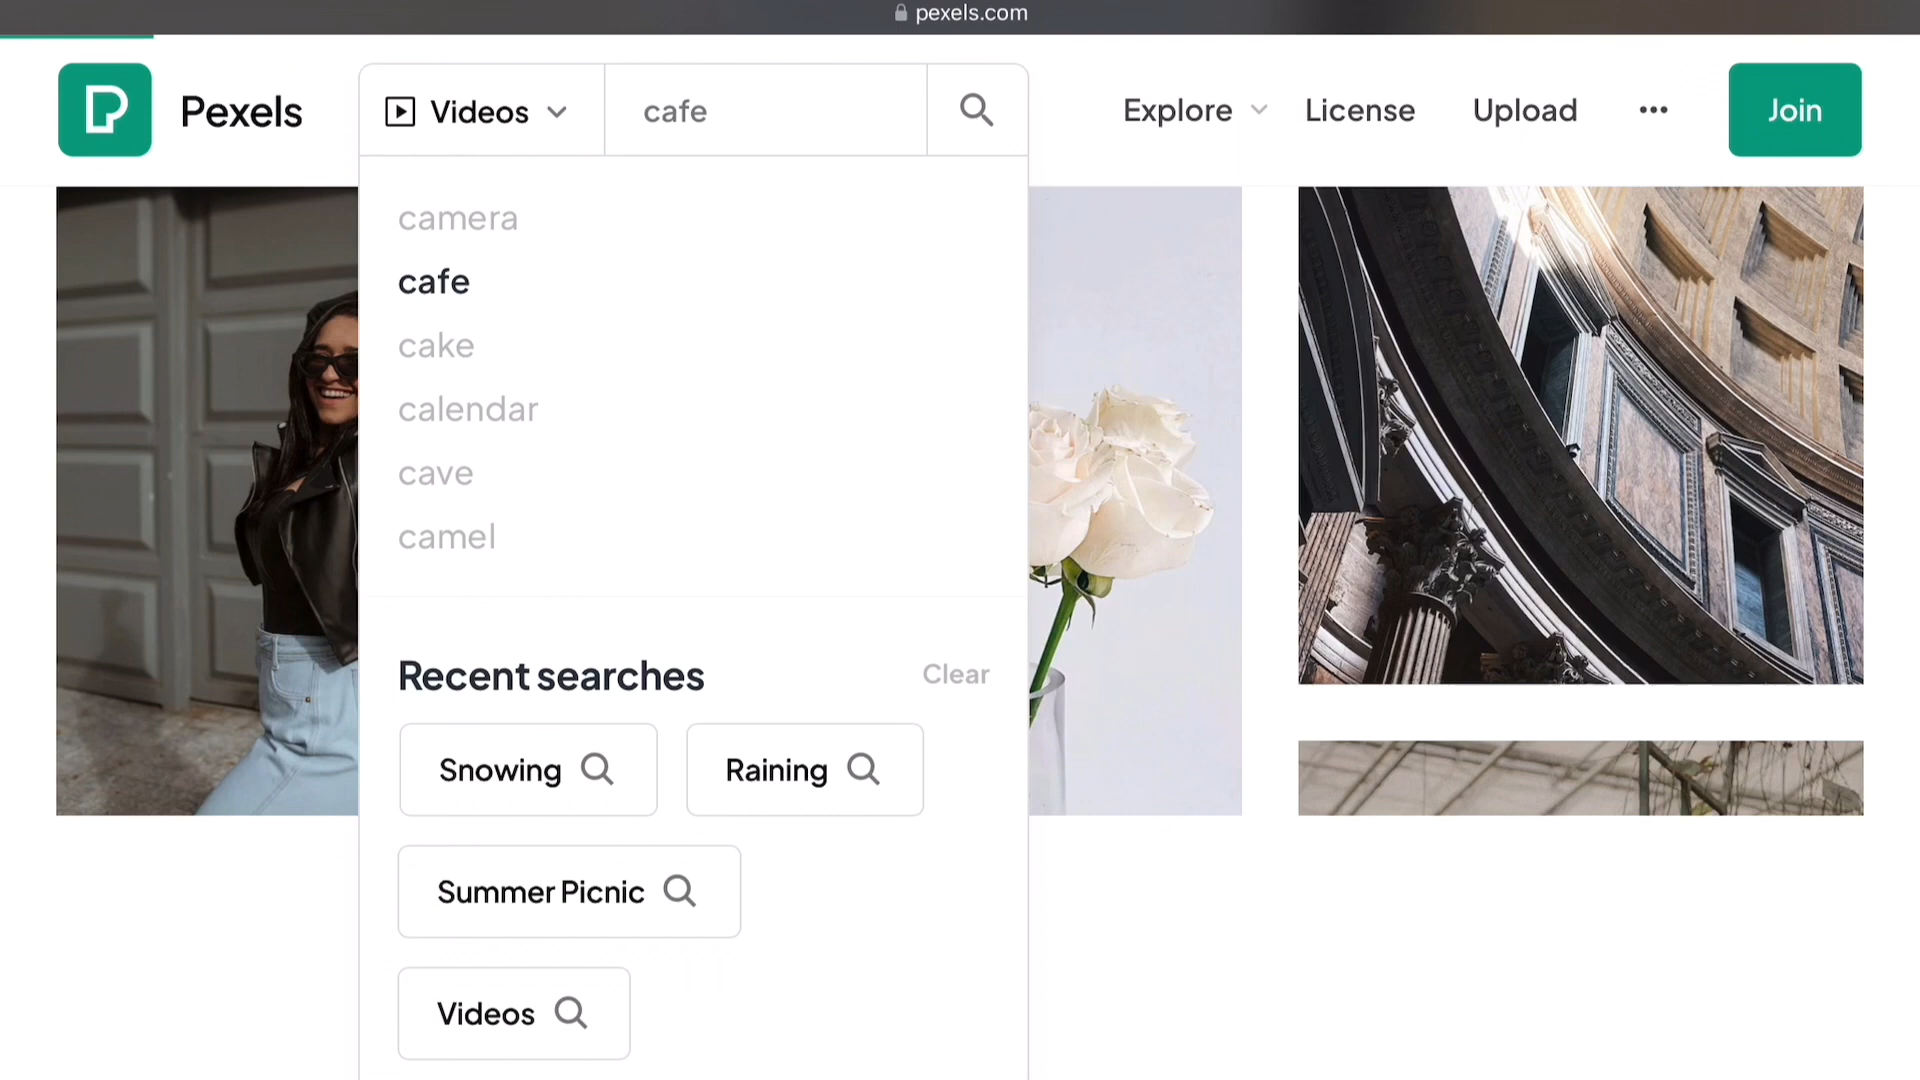 pexels.com
Pexels Videos cafe Explore License Upload ... Join
camera
cafe
cake
calendar
cave
camel
Recent searches Clear
Snowing Raining
Summer Picnic
Videos